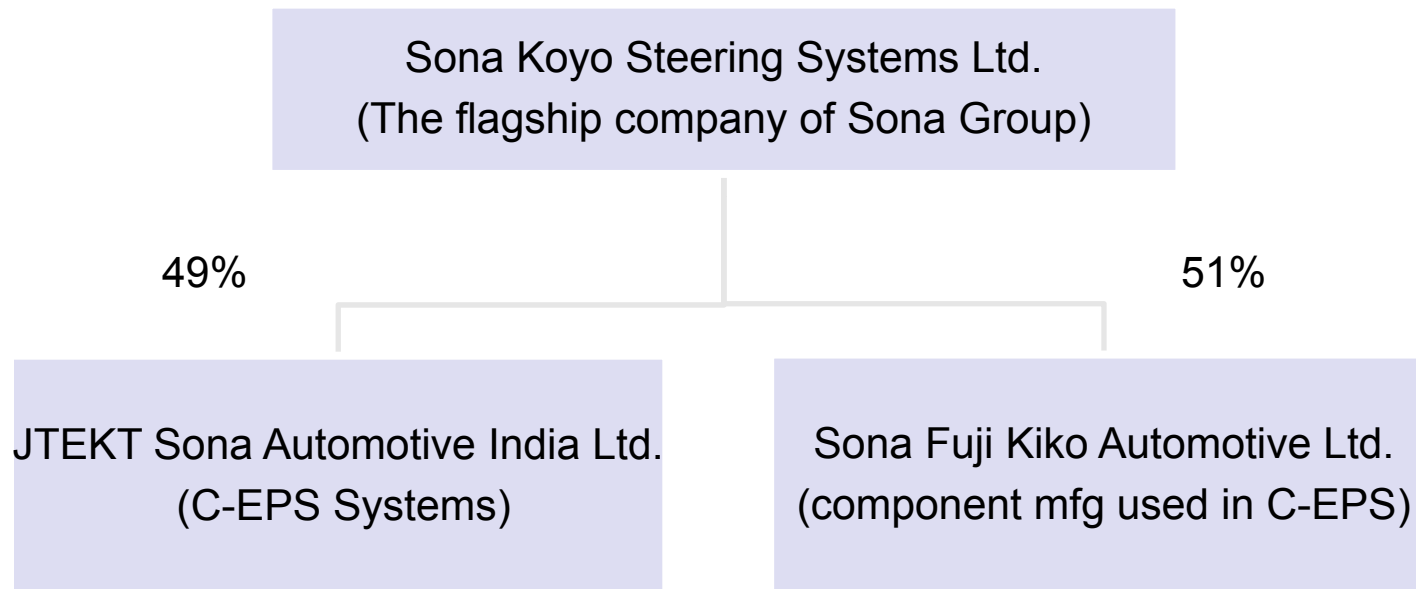 Sona Koyo Steering Systems Ltd.
(The flagship company of Sona Group)
49%
51%
JTEKT Sona Automotive India Ltd.
(C-EPS Systems)
Sona Fuji Kiko Automotive Ltd.
(component mfg used in C-EPS)